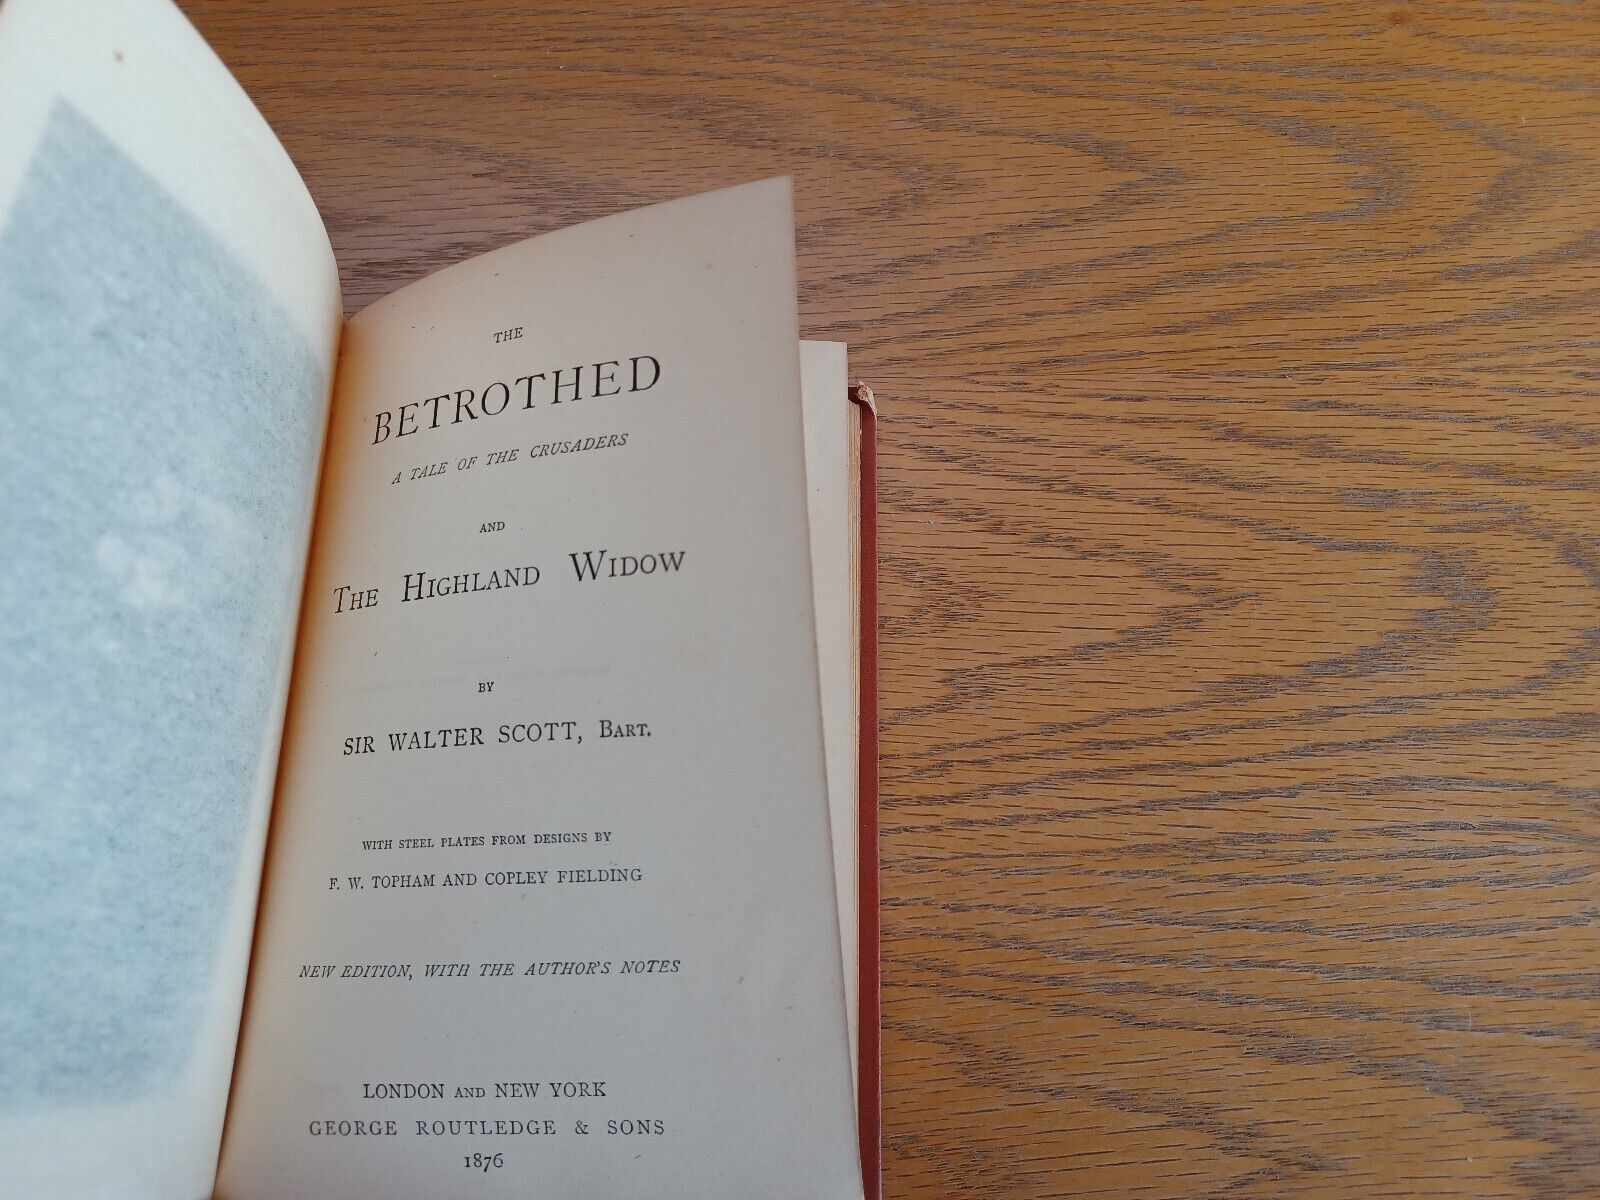 THE
BETROTHED
A TALE OF THE CRUSADERS
AND
THE HIGHLAND WIDOW
BY
SIR WALTER SCOTT, BART.
WITH STEEL PLATES FROM DESIGNS BY
F. W. TOPHAM AND COPLEY FIELDING
NEW EDITION, WITH THE AUTHOR'S NOTES
LONDON AND NEW YORK
GEORGE ROUTLEDGE & SONS
1876